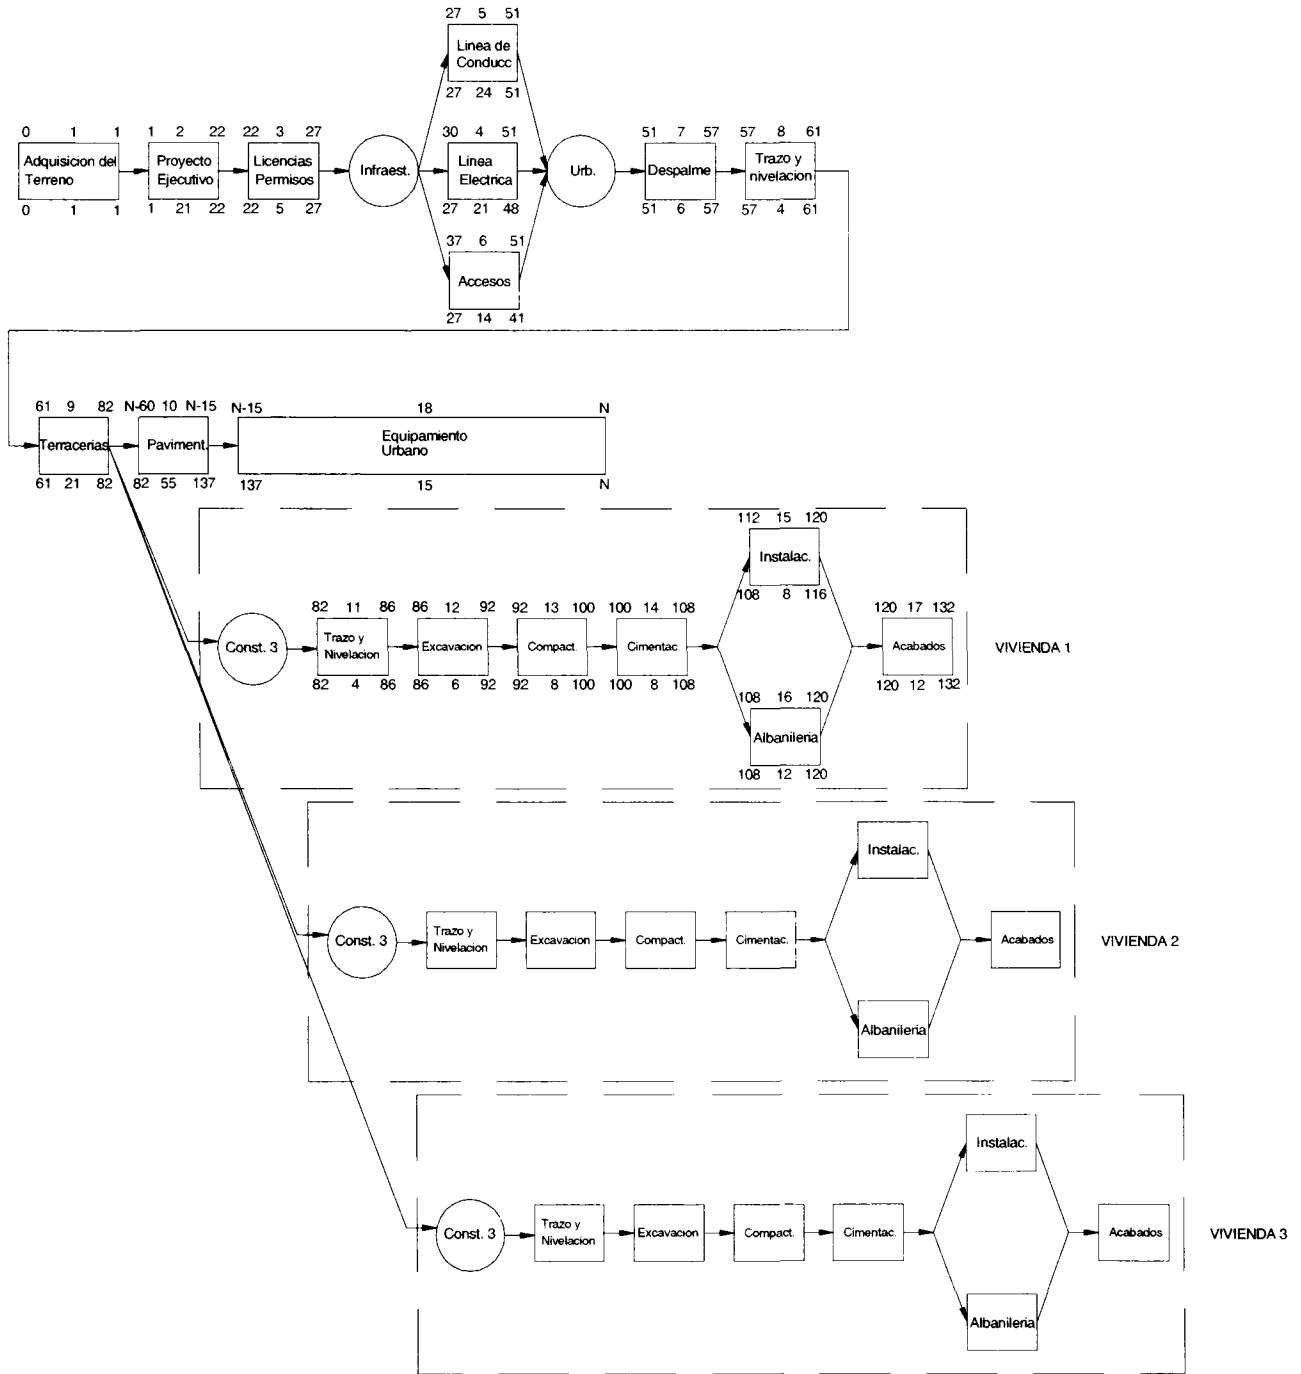 27 5 51
Linea de
Conducc
27 24 51
0 1 1
Adquisicion del
Terreno
0 1 1
1 2 22
Proyecto
Ejecutivo
1 21 22
22 3 27
Licencias
Permisos
22 5 27
Infraest.
30 4 51
Linea
Electrica
27 21 48
Urb.
51 7 57
Despalme
51 6 57
57 8 61
Trazo y
nivelacion
57 4 61
37 6 51
Accesos
27 14 41
61 9 82
Terracerias
61 21 82
N-60 10 N-15
Paviment.
82 55 137
N-15 18 N
Equipamiento
Urbano
137 15 N
112 15 120
Instalac.
108 8 116
Const. 3
82 11 86
Trazo y
Nivelacion
82 4 86
86 12 92
Excavacion
86 6 92
92 13 100
Compact.
92 8 100
100 14 108
Cimentac.
100 8 108
120 17 132
Acabados
120 12 132
VIVIENDA 1
108 16 120
Albanileria
108 12 120
Instalac.
Const. 3
Trazo y
Nivelacion
Excavacion
Compact.
Cimentac.
Acabados
VIVIENDA 2
Albanileria
Instalac.
Const. 3
Trazo y
Nivelacion
Excavacion
Compact.
Cimentac.
Acabados
VIVIENDA 3
Albanileria